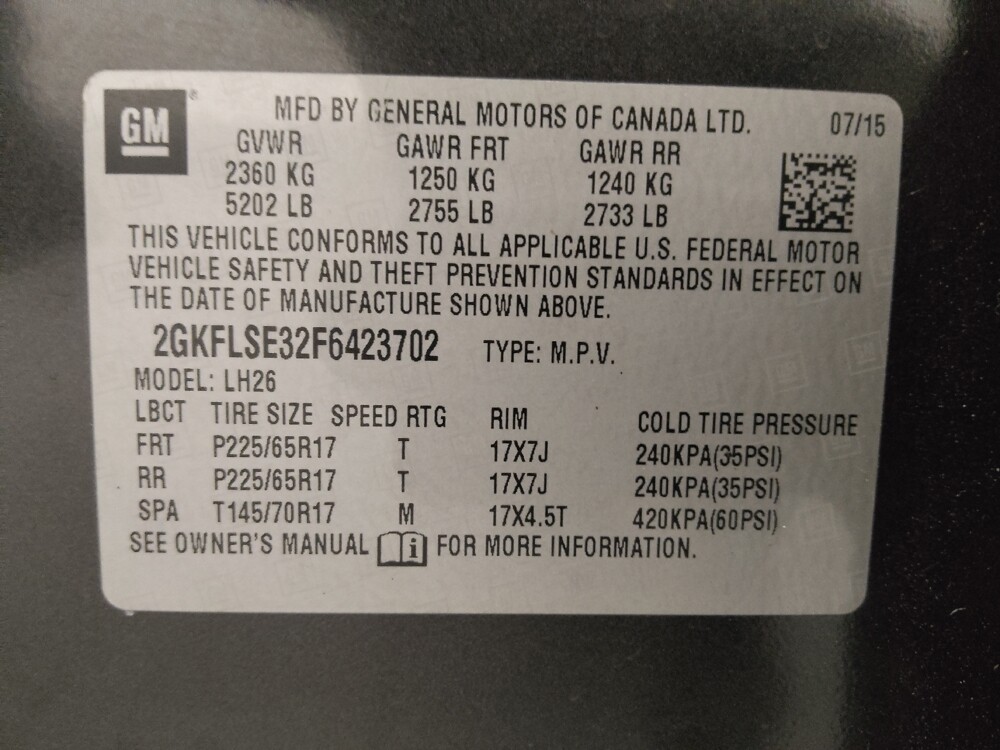 GM
MFD BY GENERAL MOTORS OF CANADA LTD. 07/15
GVWR GAWR FRT GAWR RR
2360 KG 1250 KG 1240 KG
5202 LB 2755 LB 2733 LB
THIS VEHICLE CONFORMS TO ALL APPLICABLE U.S. FEDERAL MOTOR
VEHICLE SAFETY AND THEFT PREVENTION STANDARDS IN EFFECT ON
THE DATE OF MANUFACTURE SHOWN ABOVE.
2GKFLSE32F6423702 TYPE: M.P.V.
MODEL: LH26
LBCT TIRE SIZE SPEED RTG RIM COLD TIRE PRESSURE
FRT P225/65R17 T 17X7J 240KPA(35PSI)
RR P225/65R17 T 17X7J 240KPA(35PSI)
SPA T145/70R17 M 17X4.5T 420KPA(60PSI)
SEE OWNER'S MANUAL i FOR MORE INFORMATION.